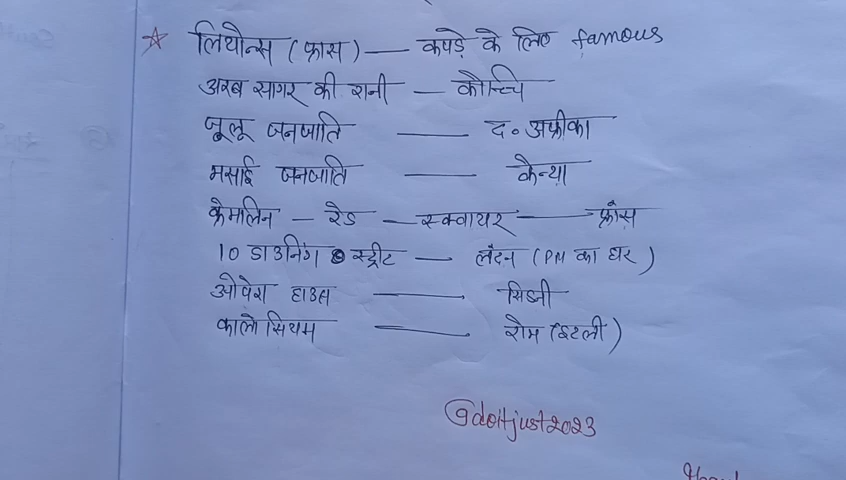 ☆ लियोन्स (फ्रांस) — कपड़े के लिए famous
अरब सागर की रानी — कोच्चि
जूलू जनजाति — द॰ अफ्रीका
मसाई जनजाति — केन्या
क्रेमलिन – रेड – स्क्वायर — फ्रांस
10 डाउनिंग स्ट्रीट — लंदन (PM का घर)
ओपेरा हाउस — सिडनी
कालोसियम — रोम (इटली)
@doitjust2023